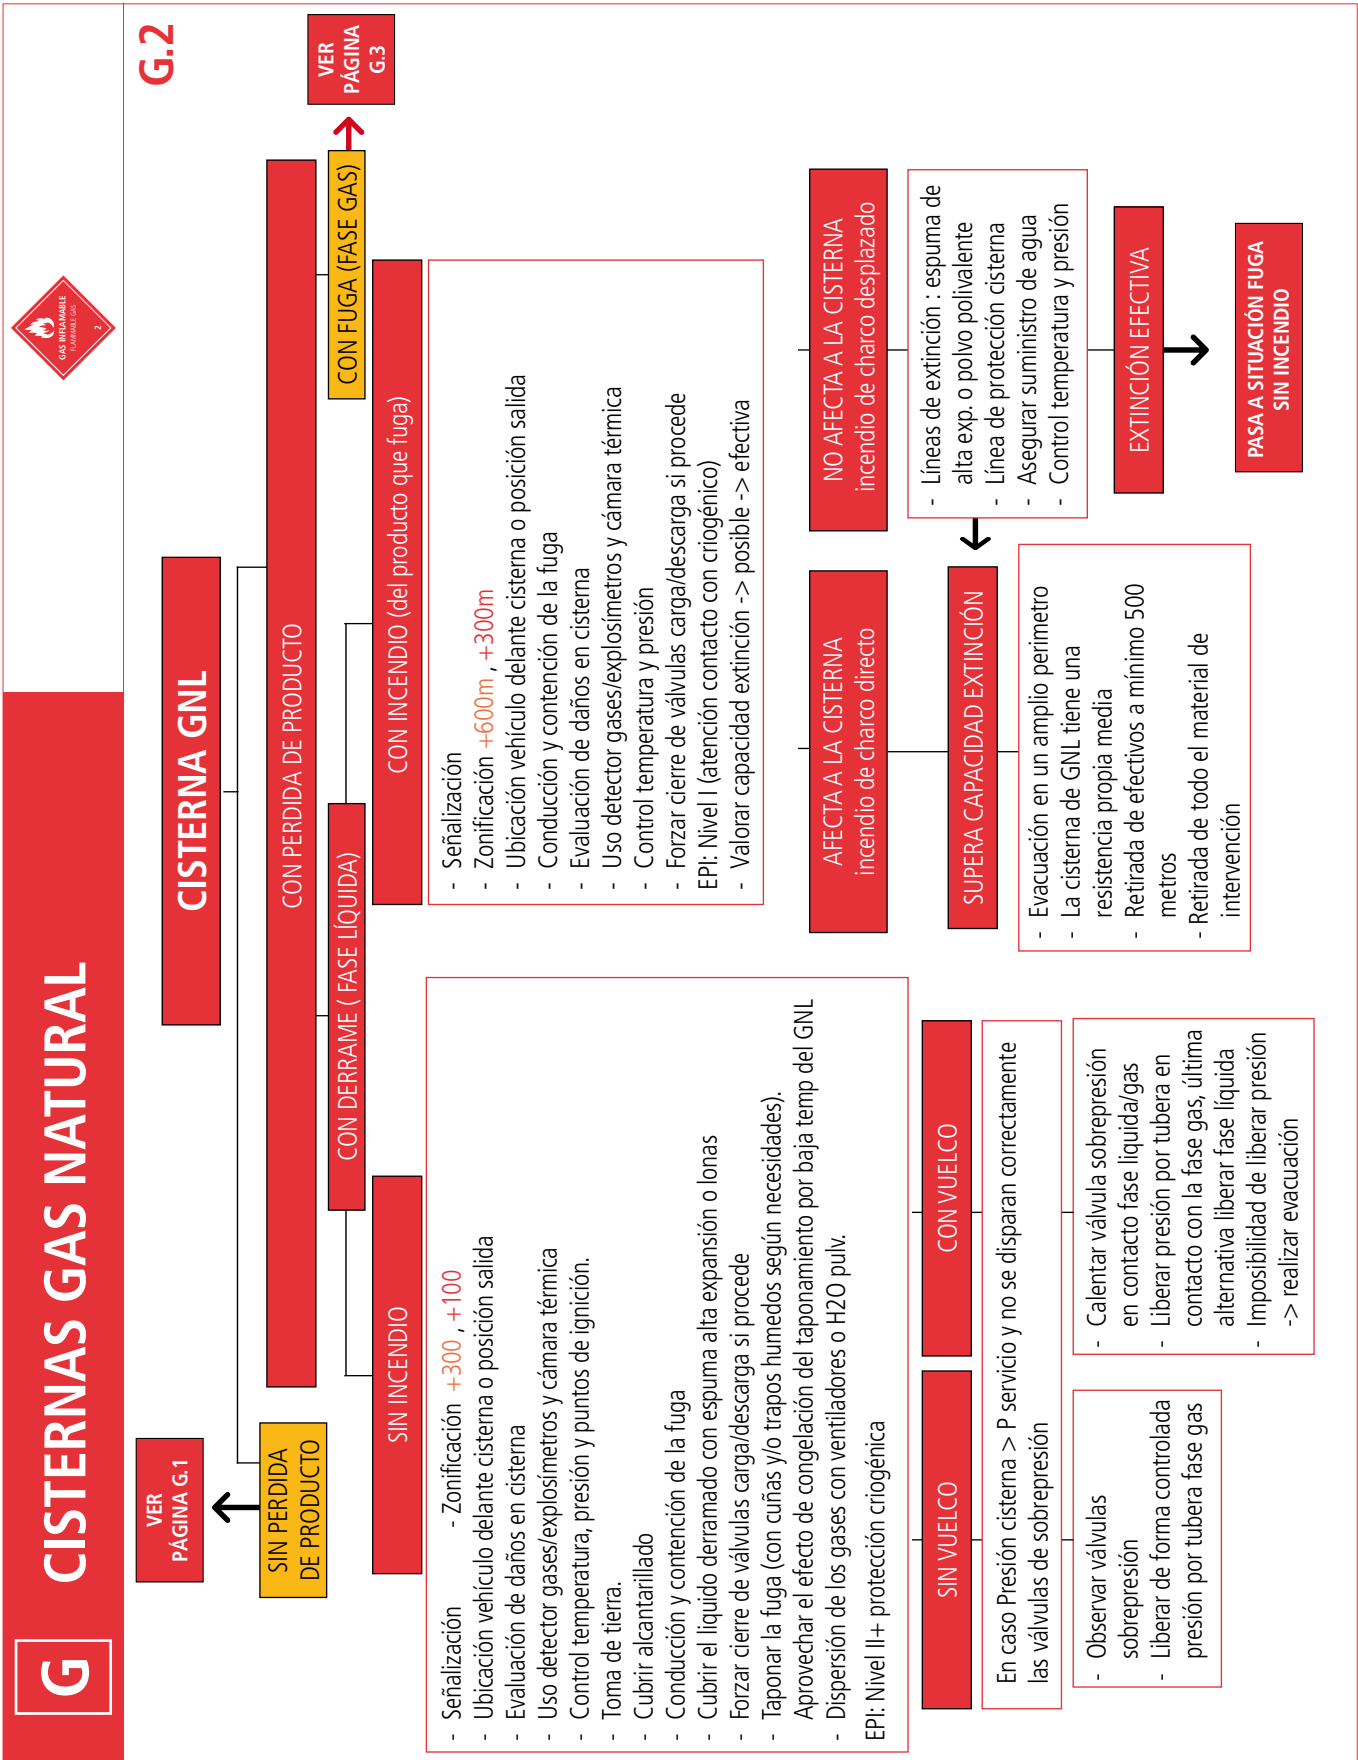 G
CISTERNAS GAS NATURAL
GAS INFLAMABLE
FLAMMABLE GAS
2
G.2
CISTERNA GNL
VER
PÁGINA G.1
SIN PERDIDA
DE PRODUCTO
CON PERDIDA DE PRODUCTO
CON DERRAME ( FASE LÍQUIDA)
CON FUGA (FASE GAS)
VER
PÁGINA
G.3
SIN INCENDIO
- Señalización - Zonificación +300 , +100
- Ubicación vehículo delante cisterna o posición salida
- Evaluación de daños en cisterna
- Uso detector gases/explosímetros y cámara térmica
- Control temperatura, presión y puntos de ignición.
- Toma de tierra.
- Cubrir alcantarillado
- Conducción y contención de la fuga
- Cubrir el liquido derramado con espuma alta expansión o lonas
- Forzar cierre de válvulas carga/descarga si procede
- Taponar la fuga (con cuñas y/o trapos humedos según necesidades).
Aprovechar el efecto de congelación del taponamiento por baja temp del GNL
- Dispersión de los gases con ventiladores o H2O pulv.
EPI: Nivel II+ protección criogénica
SIN VUELCO
CON VUELCO
En caso Presión cisterna > P servicio y no se disparan correctamente
las válvulas de sobrepresión
- Observar válvulas
sobrepresión
- Liberar de forma controlada
presión por tubera fase gas
- Calentar válvula sobrepresión
en contacto fase liquida/gas
- Liberar presión por tubera en
contacto con la fase gas, última
alternativa liberar fase líquida
- Imposibilidad de liberar presión
-> realizar evacuación
CON INCENDIO (del producto que fuga)
- Señalización
- Zonificación +600m , +300m
- Ubicación vehículo delante cisterna o posición salida
- Conducción y contención de la fuga
- Evaluación de daños en cisterna
- Uso detector gases/explosímetros y cámara térmica
- Control temperatura y presión
- Forzar cierre de válvulas carga/descarga si procede
EPI: Nivel I (atención contacto con criogénico)
- Valorar capacidad extinción -> posible -> efectiva
AFECTA A LA CISTERNA
incendio de charco directo
SUPERA CAPACIDAD EXTINCIÓN
- Evacuación en un amplio perimetro
- La cisterna de GNL tiene una
resistencia propia media
- Retirada de efectivos a mínimo 500
metros
- Retirada de todo el material de
intervención
NO AFECTA A LA CISTERNA
incendio de charco desplazado
- Líneas de extinción : espuma de
alta exp. o polvo polivalente
- Línea de protección cisterna
- Asegurar suministro de agua
- Control temperatura y presión
EXTINCIÓN EFECTIVA
PASA A SITUACIÓN FUGA
SIN INCENDIO